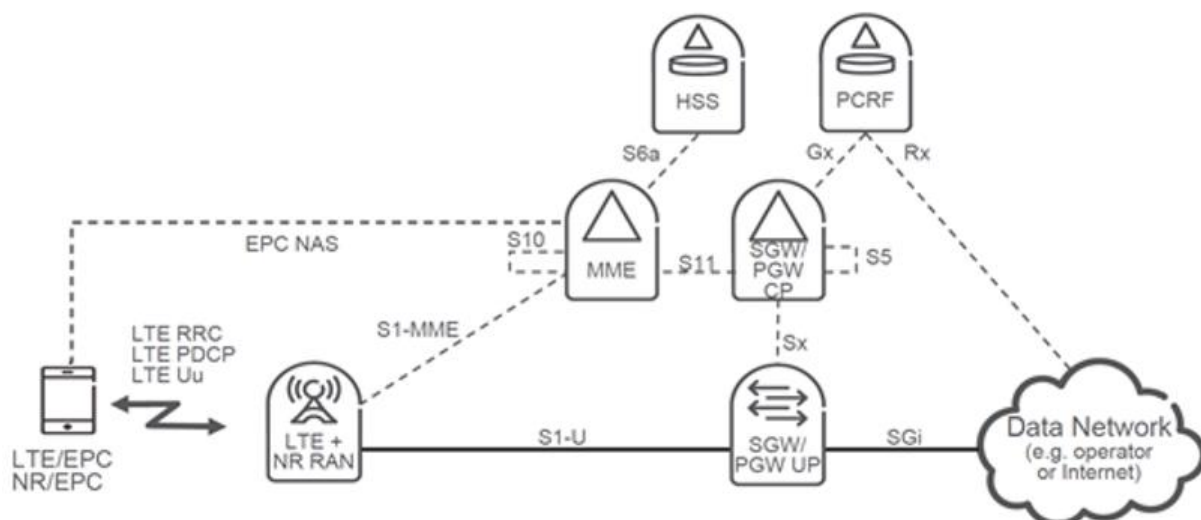 HSS
PCRF
S6a
Gx
Rx
EPC NAS
S10
MME
S11
SGW/
PGW
CP
S5
S1-MME
Sx
LTE RRC
LTE PDCP
LTE Uu
LTE/EPC
NR/EPC
LTE +
NR RAN
S1-U
SGW/
PGW UP
SGi
Data Network
(e.g. operator
or Internet)